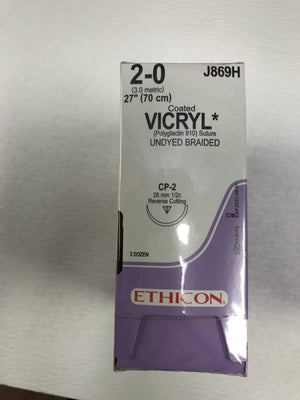 2-0
J869H
(3.0 metric)
27" (70 cm)
Coated
VICRYL*
(Polyglactin 910) Suture
UNDYED BRAIDED
CP-2
26 mm 1/2c
Reverse Cutting
3 DOZEN
ETHICON